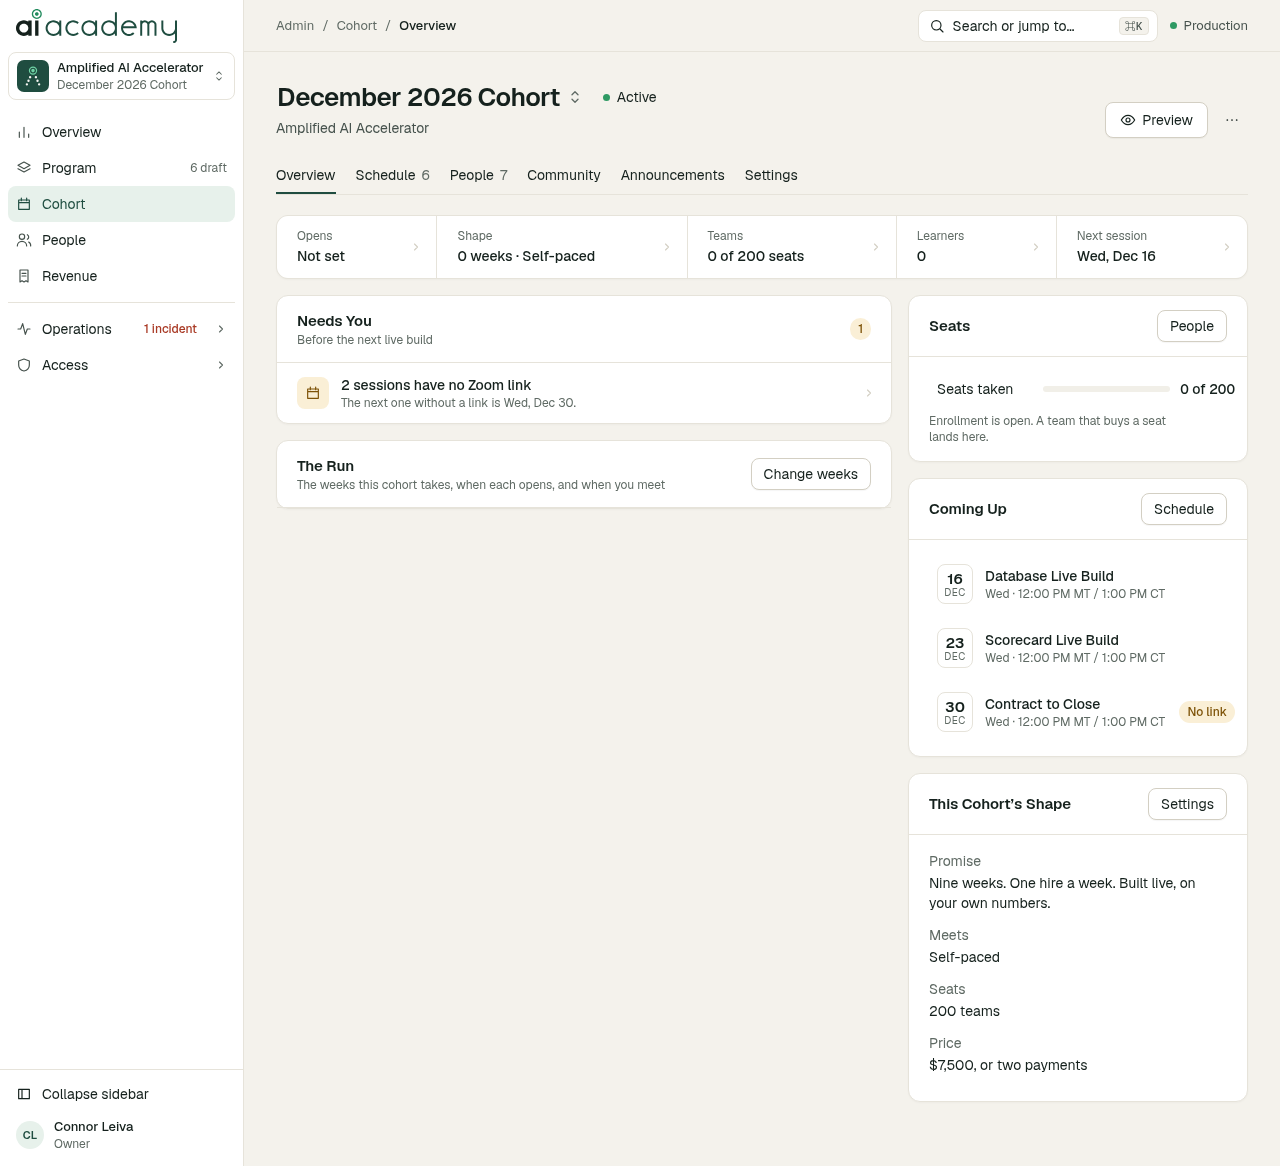 ai academy
Amplified AI Accelerator
December 2026 Cohort
Overview
Program 6 draft
Cohort
People
Revenue
Operations 1 incident
Access
Collapse sidebar
CL
Connor Leiva
Owner
Admin / Cohort / Overview
Search or jump to... ⌘K
Production
December 2026 Cohort
Active
Amplified AI Accelerator
Preview
...
Overview Schedule 6 People 7 Community Announcements Settings
Opens
Not set
Shape
0 weeks · Self-paced
Teams
0 of 200 seats
Learners
0
Next session
Wed, Dec 16
Needs You
Before the next live build
1
2 sessions have no Zoom link
The next one without a link is Wed, Dec 30.
The Run
The weeks this cohort takes, when each opens, and when you meet
Change weeks
Seats
People
Seats taken 0 of 200
Enrollment is open. A team that buys a seat
lands here.
Coming Up
Schedule
16
DEC
Database Live Build
Wed · 12:00 PM MT / 1:00 PM CT
23
DEC
Scorecard Live Build
Wed · 12:00 PM MT / 1:00 PM CT
30
DEC
Contract to Close
Wed · 12:00 PM MT / 1:00 PM CT
No link
This Cohort’s Shape
Settings
Promise
Nine weeks. One hire a week. Built live, on
your own numbers.
Meets
Self-paced
Seats
200 teams
Price
$7,500, or two payments